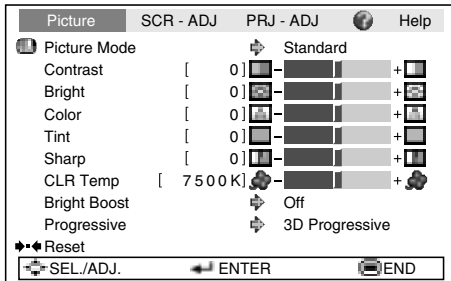 Picture SCR - ADJ PRJ - ADJ ? Help
Picture Mode Standard
Contrast [ 0] - +
Bright [ 0] - +
Color [ 0] - +
Tint [ 0] - +
Sharp [ 0] - +
CLR Temp [ 7500K] - +
Bright Boost Off
Progressive 3D Progressive
Reset
SEL./ADJ. ENTER END